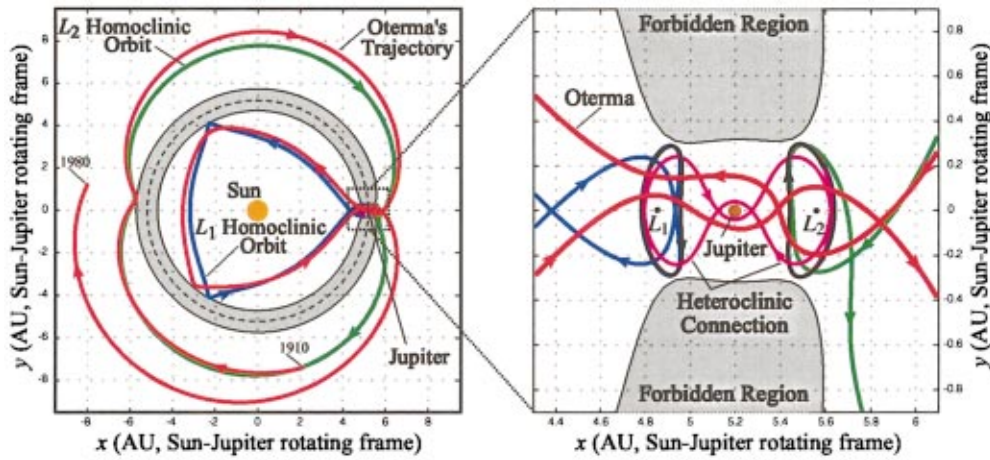 L2 Homoclinic
Orbit
Oterma's
Trajectory
1980
Sun
L1 Homoclinic
Orbit
1910
Jupiter
y (AU, Sun-Jupiter rotating frame)
8
6
4
2
0
-2
-4
-6
-8
-8 -6 -4 -2 0 2 4 6 8
x (AU, Sun-Jupiter rotating frame)
Forbidden Region
Oterma
L1
Jupiter
L2
Heteroclinic
Connection
Forbidden Region
y (AU, Sun-Jupiter rotating frame)
0.8
0.6
0.4
0.2
0
-0.2
-0.4
-0.6
-0.8
4.4 4.6 4.8 5 5.2 5.4 5.6 5.8 6
x (AU, Sun-Jupiter rotating frame)